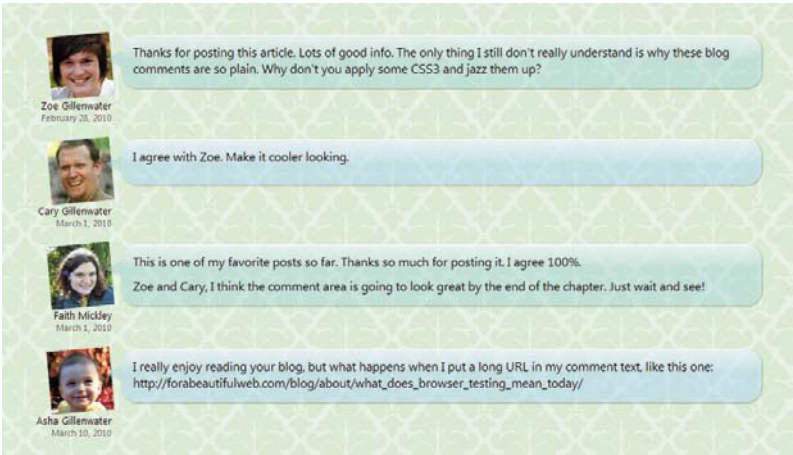 Thanks for posting this article. Lots of good info. The only thing I still don't really understand is why these blog
comments are so plain. Why don't you apply some CSS3 and jazz them up?
Zoe Gillenwater
February 28, 2010
I agree with Zoe. Make it cooler looking.
Cary Gillenwater
March 1, 2010
This is one of my favorite posts so far. Thanks so much for posting it. I agree 100%.
Zoe and Cary, I think the comment area is going to look great by the end of the chapter. Just wait and see!
Faith Mickley
March 1, 2010
I really enjoy reading your blog, but what happens when I put a long URL in my comment text, like this one:
http://forabeautifulweb.com/blog/about/what_does_browser_testing_mean_today/
Asha Gillenwater
March 10, 2010